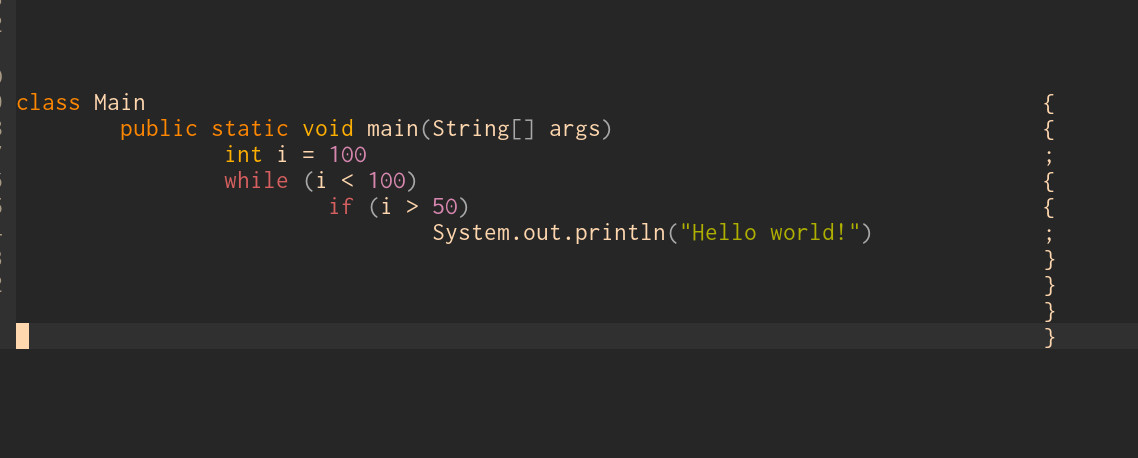 class Main {
public static void main(String[] args) {
int i = 100 ;
while (i < 100) {
if (i > 50) {
System.out.println("Hello world!") ;
}
}
}
}